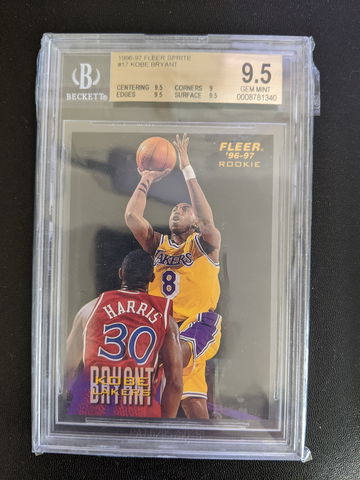 1996-97 FLEER SPRITE
#17 KOBE BRYANT
B
BECKETT
CENTERING 9.5 CORNERS 9
EDGES 9.5 SURFACE 9.5
9.5
GEM MINT
0008781340
FLEER
'96-97
ROOKIE
LAKERS
8
HARRIS
30
BRYANT
KOBE
LAKERS